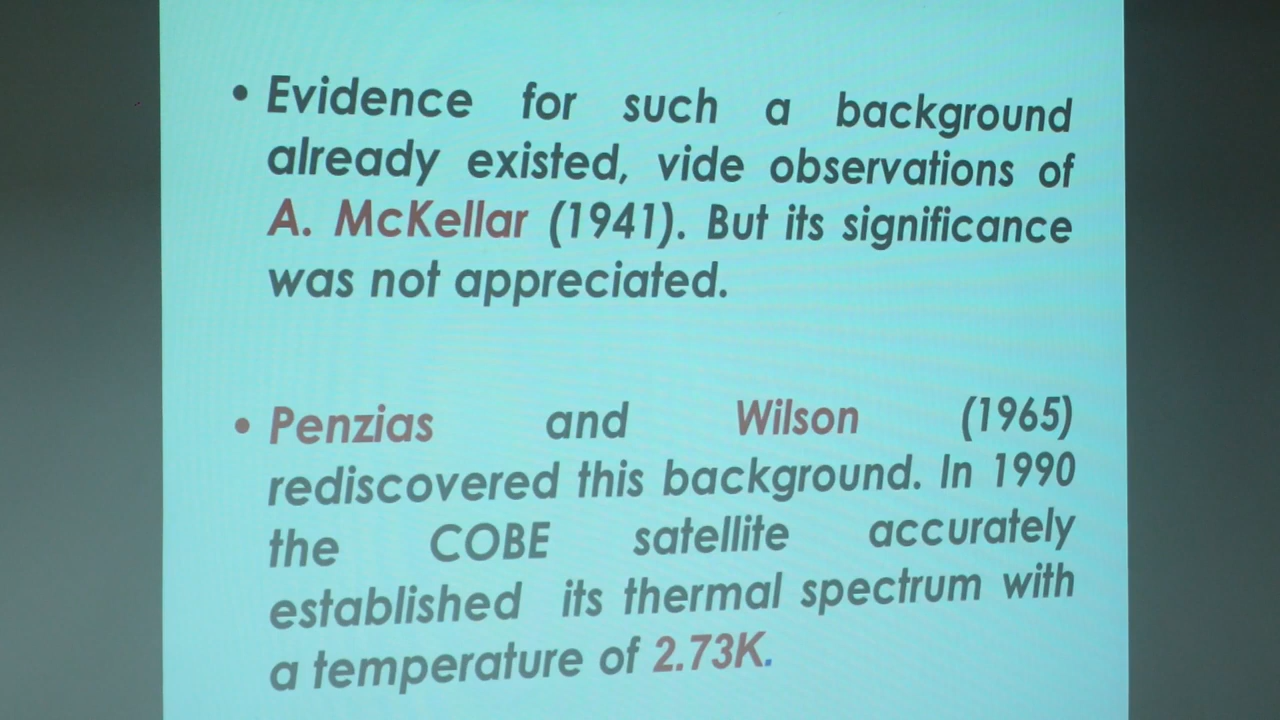 • Evidence for such a background
already existed, vide observations of
A. McKellar (1941). But its significance
was not appreciated.
• Penzias and Wilson (1965)
rediscovered this background. In 1990
the COBE satellite accurately
established its thermal spectrum with
a temperature of 2.73K.